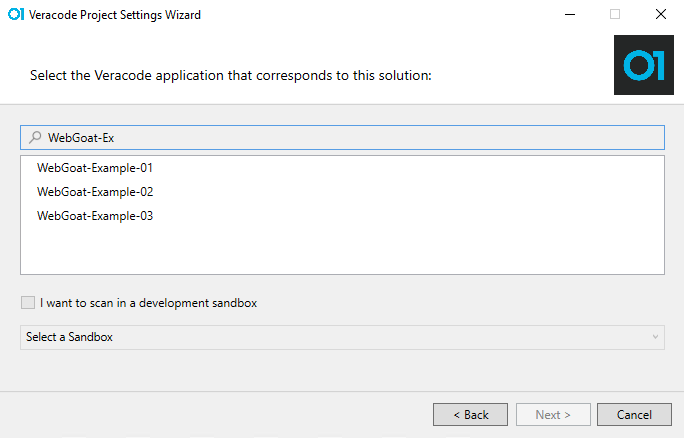 Veracode Project Settings Wizard
Select the Veracode application that corresponds to this solution:
WebGoat-Ex
WebGoat-Example-01
WebGoat-Example-02
WebGoat-Example-03
I want to scan in a development sandbox
Select a Sandbox
< Back Next > Cancel